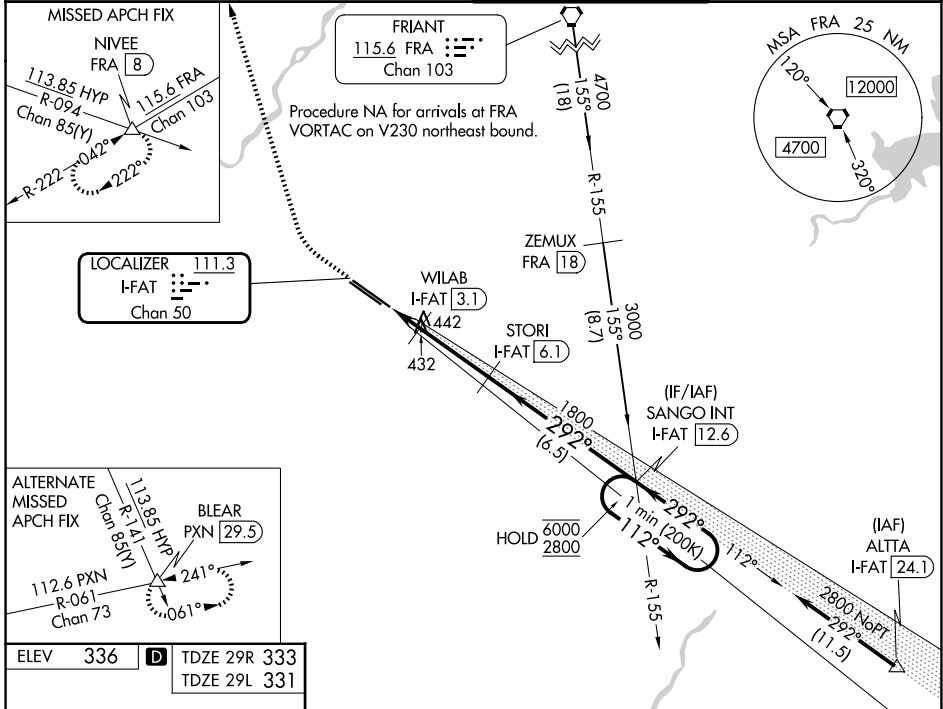 MISSED APCH FIX
NIVEE
FRA 8
113.85 HYP
R-094
Chan 85(Y)
115.6 FRA
Chan 103
R-222
042°
222°
FRIANT
115.6 FRA
Chan 103
Procedure NA for arrivals at FRA
VORTAC on V230 northeast bound.
4700
155°
(18)
R-155
ZEMUX
FRA 18
3000
155°
(8.7)
MSA FRA 25 NM
120°
12000
4700
320°
LOCALIZER 111.3
I-FAT
Chan 50
WILAB
I-FAT 3.1
442
432
STORI
I-FAT 6.1
1800
292°
(6.5)
(IF/IAF)
SANGO INT
I-FAT 12.6
HOLD 6000
2800
1 min (200K)
292°
112°
112°
R-155
(IAF)
ALTTA
I-FAT 24.1
2800 NoPT
292°
(11.5)
ALTERNATE
MISSED
APCH FIX
113.85 HYP
R-141
Chan 85(Y)
BLEAR
PXN 29.5
112.6 PXN
R-061
Chan 73
241°
061°
ELEV 336
D
TDZE 29R 333
TDZE 29L 331